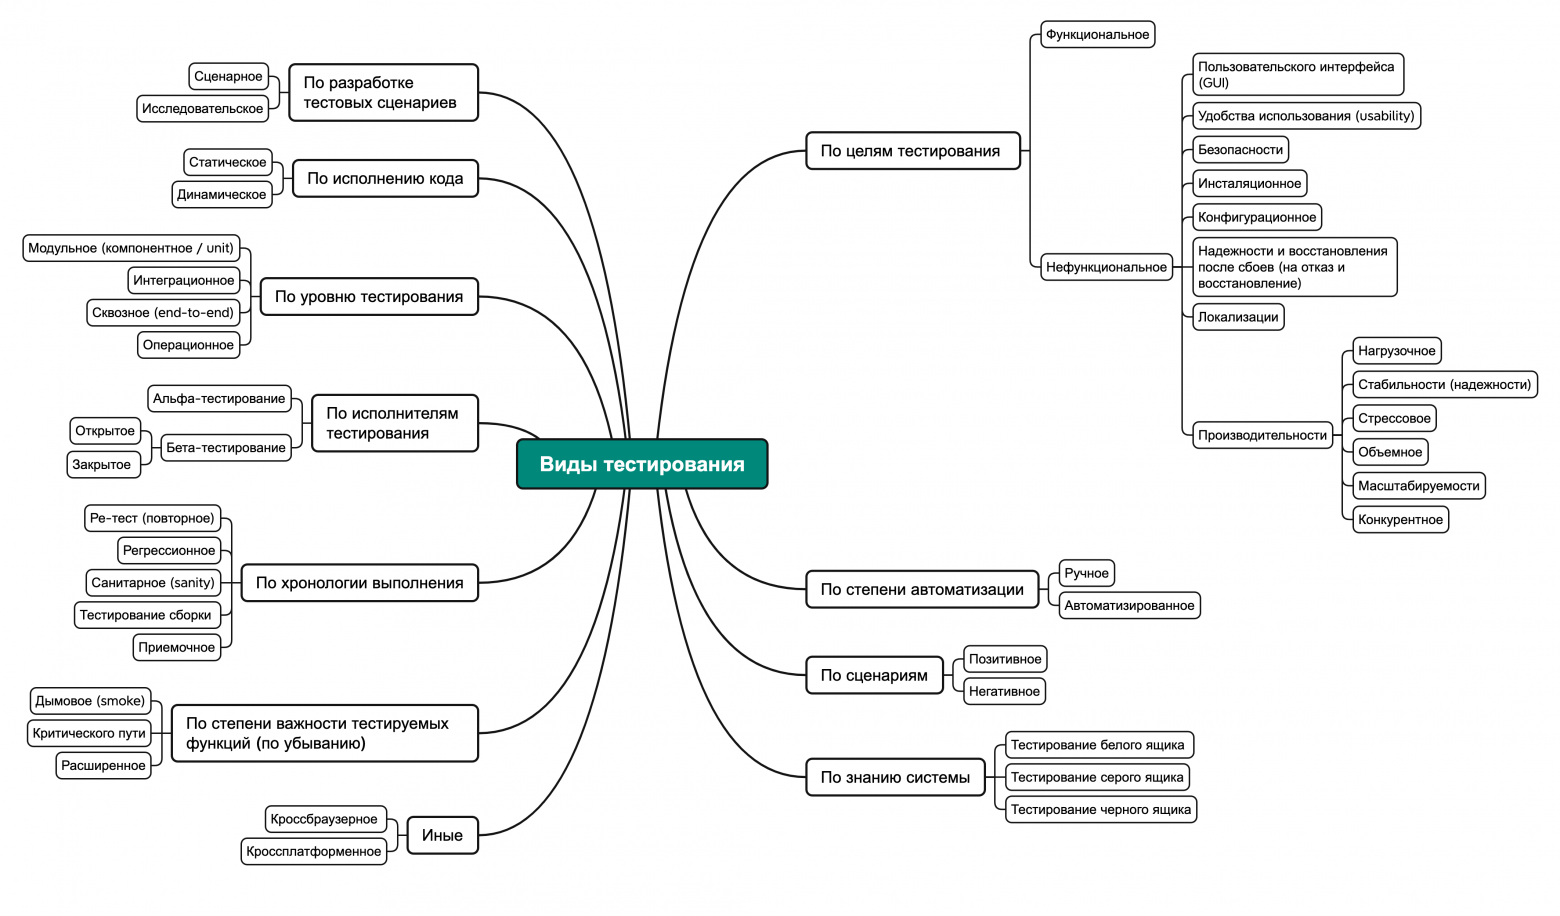 Виды тестирования
По целям тестирования
Функциональное
Нефункциональное
Пользовательского интерфейса
(GUI)
Удобства использования (usability)
Безопасности
Инсталяционное
Конфигурационное
Надежности и восстановления
после сбоев (на отказ и
восстановление)
Локализации
Производительности
Нагрузочное
Стабильности (надежности)
Стрессовое
Объемное
Масштабируемости
Конкурентное
По степени автоматизации
Ручное
Автоматизированное
По сценариям
Позитивное
Негативное
По знанию системы
Тестирование белого ящика
Тестирование серого ящика
Тестирование черного ящика
По разработке
тестовых сценариев
Сценарное
Исследовательское
По исполнению кода
Статическое
Динамическое
По уровню тестирования
Модульное (компонентное / unit)
Интеграционное
Сквозное (end-to-end)
Операционное
По исполнителям
тестирования
Альфа-тестирование
Бета-тестирование
Открытое
Закрытое
По хронологии выполнения
Ре-тест (повторное)
Регрессионное
Санитарное (sanity)
Тестирование сборки
Приемочное
По степени важности тестируемых
функций (по убыванию)
Дымовое (smoke)
Критического пути
Расширенное
Иные
Кроссбраузерное
Кроссплатформенное